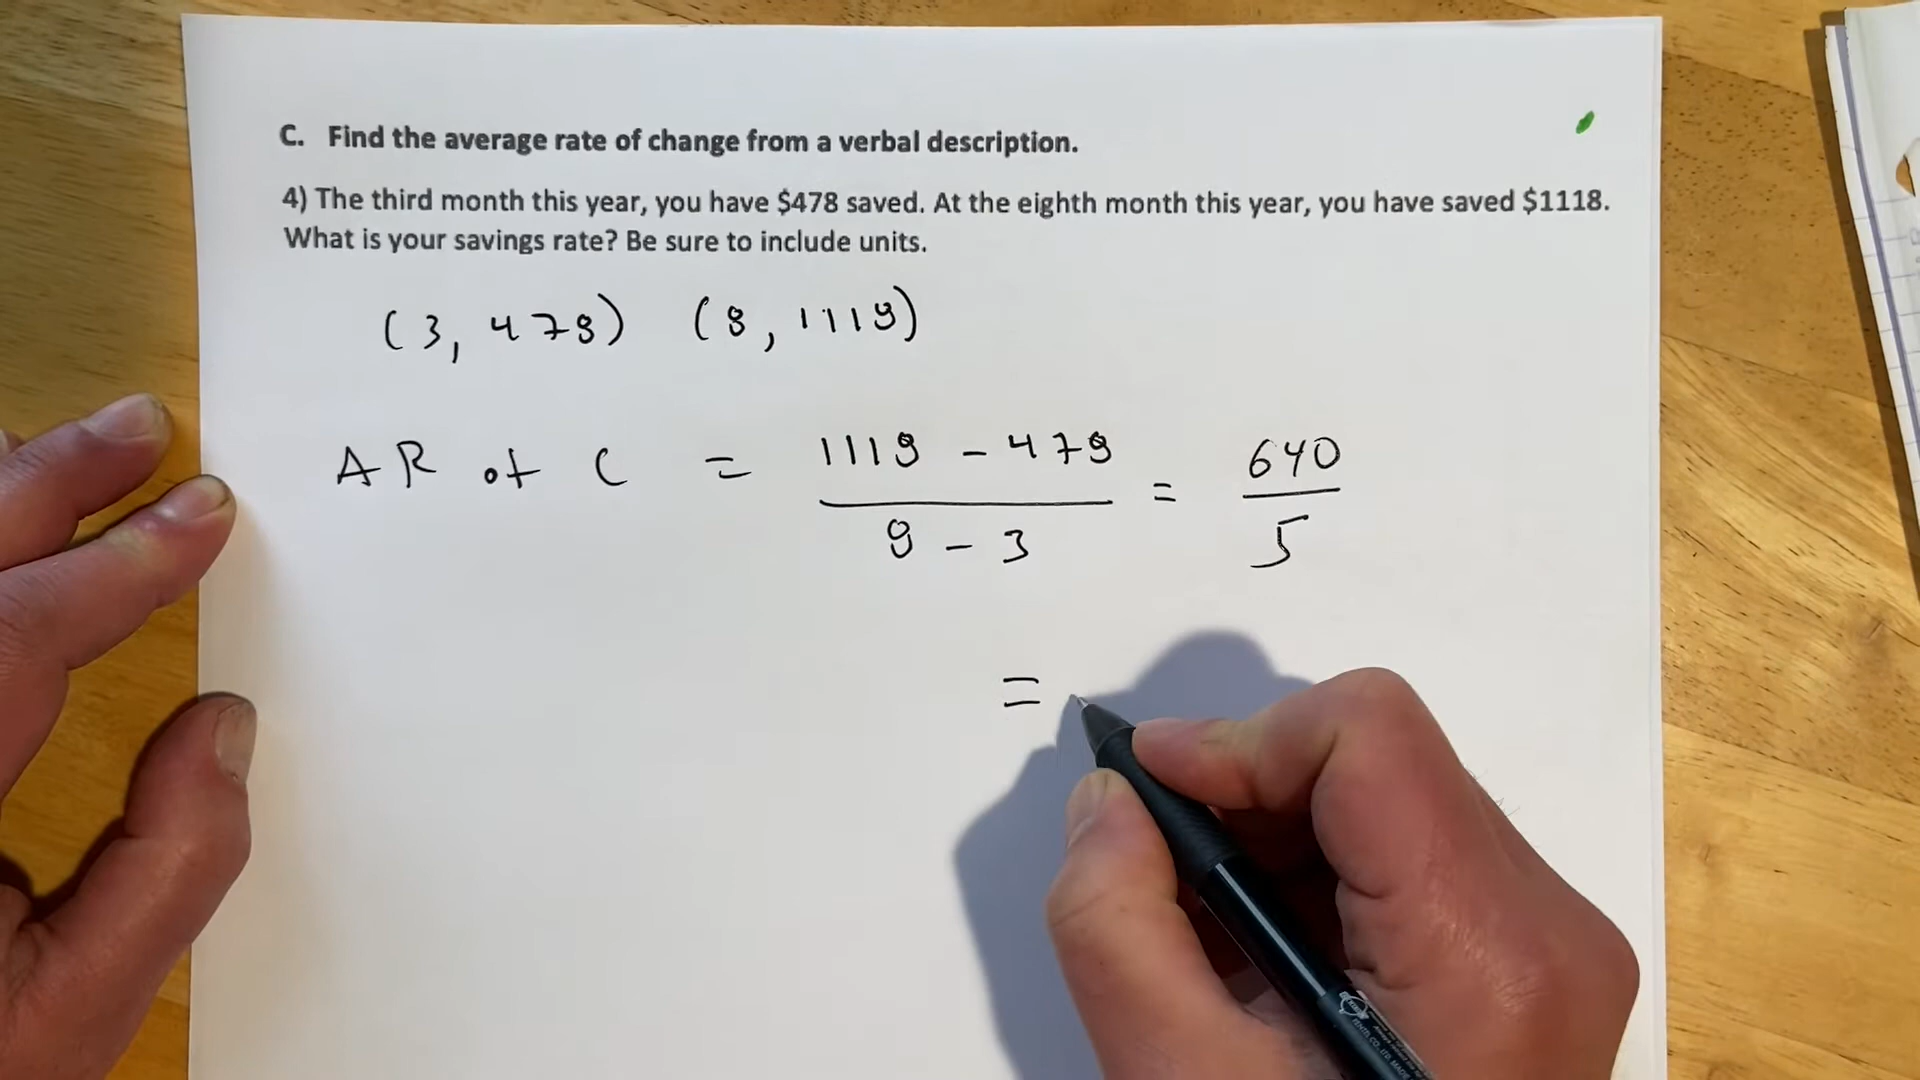 C. Find the average rate of change from a verbal description.
4) The third month this year, you have $478 saved. At the eighth month this year, you have saved $1118.
What is your savings rate? Be sure to include units.
(3, 478) (8, 1118)
AR of C = 1118 - 478 / 8 - 3 = 640 / 5
=